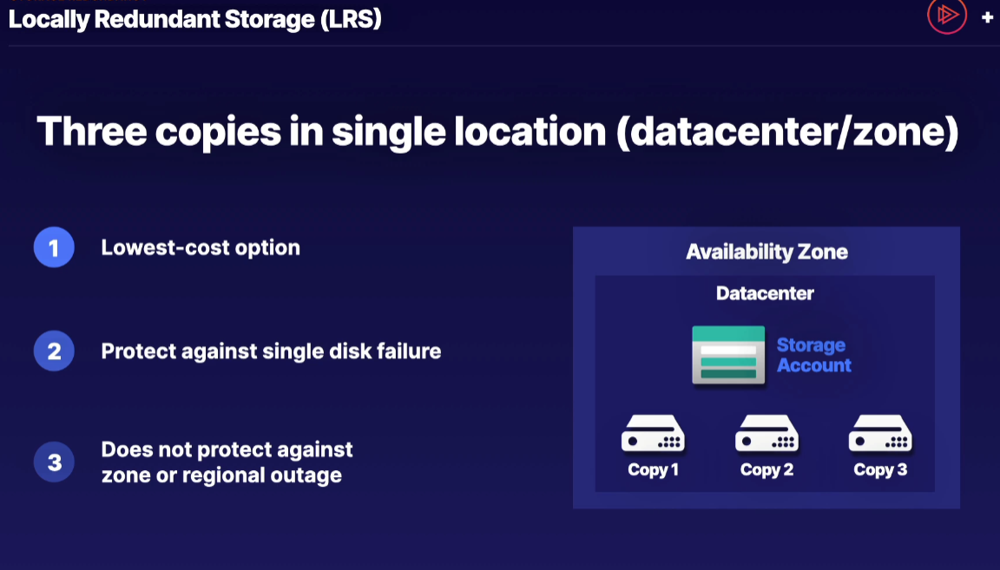 Locally Redundant Storage (LRS)
+
Three copies in single location (datacenter/zone)
1 Lowest-cost option
2 Protect against single disk failure
3 Does not protect against
zone or regional outage
Availability Zone
Datacenter
Storage
Account
Copy 1 Copy 2 Copy 3